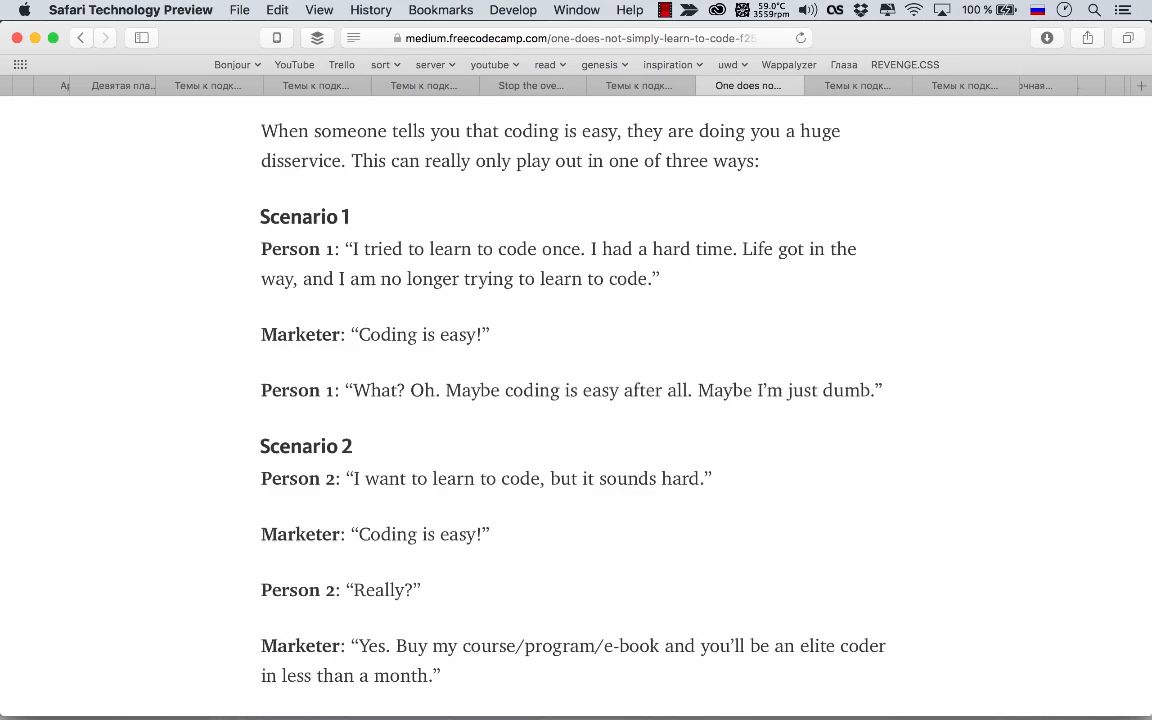 Safari Technology Preview File Edit View History Bookmarks Develop Window Help 59.0°C 3559rpm 100 %
medium.freecodecamp.com/one-does-not-simply-learn-to-code-f25
Bonjour YouTube Trello sort server youtube read genesis inspiration uwd Wappalyzer Глаза REVENGE.CSS
Девятая пла... Темы к подк... Темы к подк... Темы к подк... Stop the ove... Темы к подк... One does no... Темы к подк... Темы к подк...
When someone tells you that coding is easy, they are doing you a huge
disservice. This can really only play out in one of three ways:
Scenario 1
Person 1: “I tried to learn to code once. I had a hard time. Life got in the
way, and I am no longer trying to learn to code.”
Marketer: “Coding is easy!”
Person 1: “What? Oh. Maybe coding is easy after all. Maybe I’m just dumb.”
Scenario 2
Person 2: “I want to learn to code, but it sounds hard.”
Marketer: “Coding is easy!”
Person 2: “Really?”
Marketer: “Yes. Buy my course/program/e-book and you’ll be an elite coder
in less than a month.”